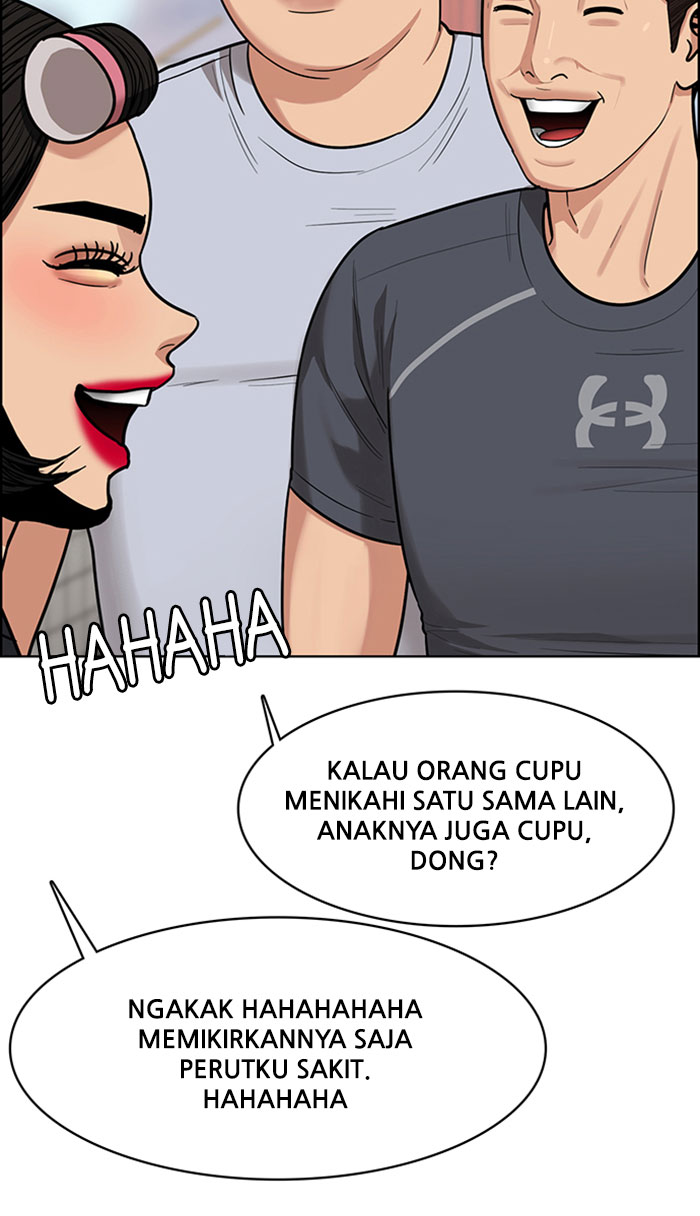 HAHAHA
KALAU ORANG CUPU
MENIKAHI SATU SAMA LAIN,
ANAKNYA JUGA CUPU,
DONG?
NGAKAK HAHAHAHAHA
MEMIKIRKANNYA SAJA
PERUTKU SAKIT.
HAHAHAHA